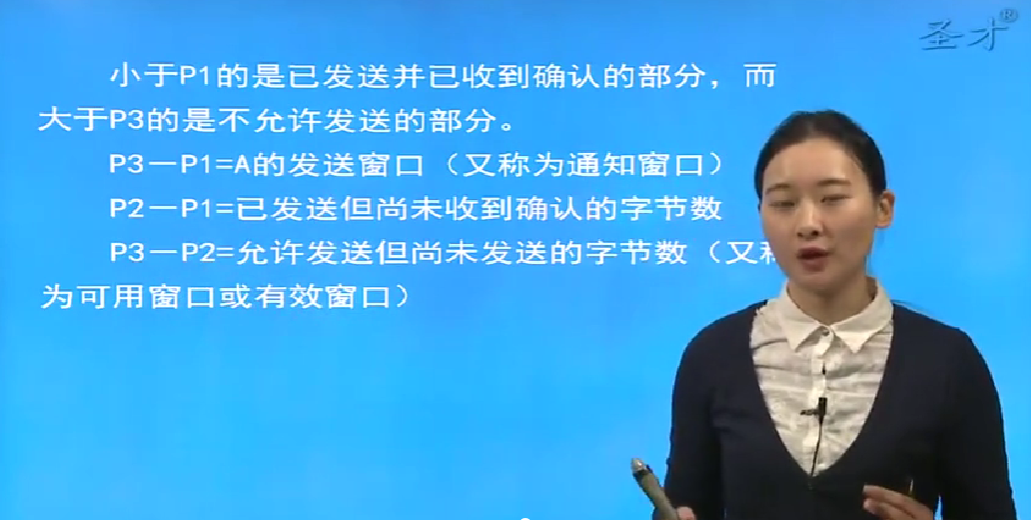 圣才®
小于P1的是已发送并已收到确认的部分，而
大于P3的是不允许发送的部分。
P3－P1=A的发送窗口（又称为通知窗口）
P2－P1=已发送但尚未收到确认的字节数
P3－P2=允许发送但尚未发送的字节数（又
为可用窗口或有效窗口）